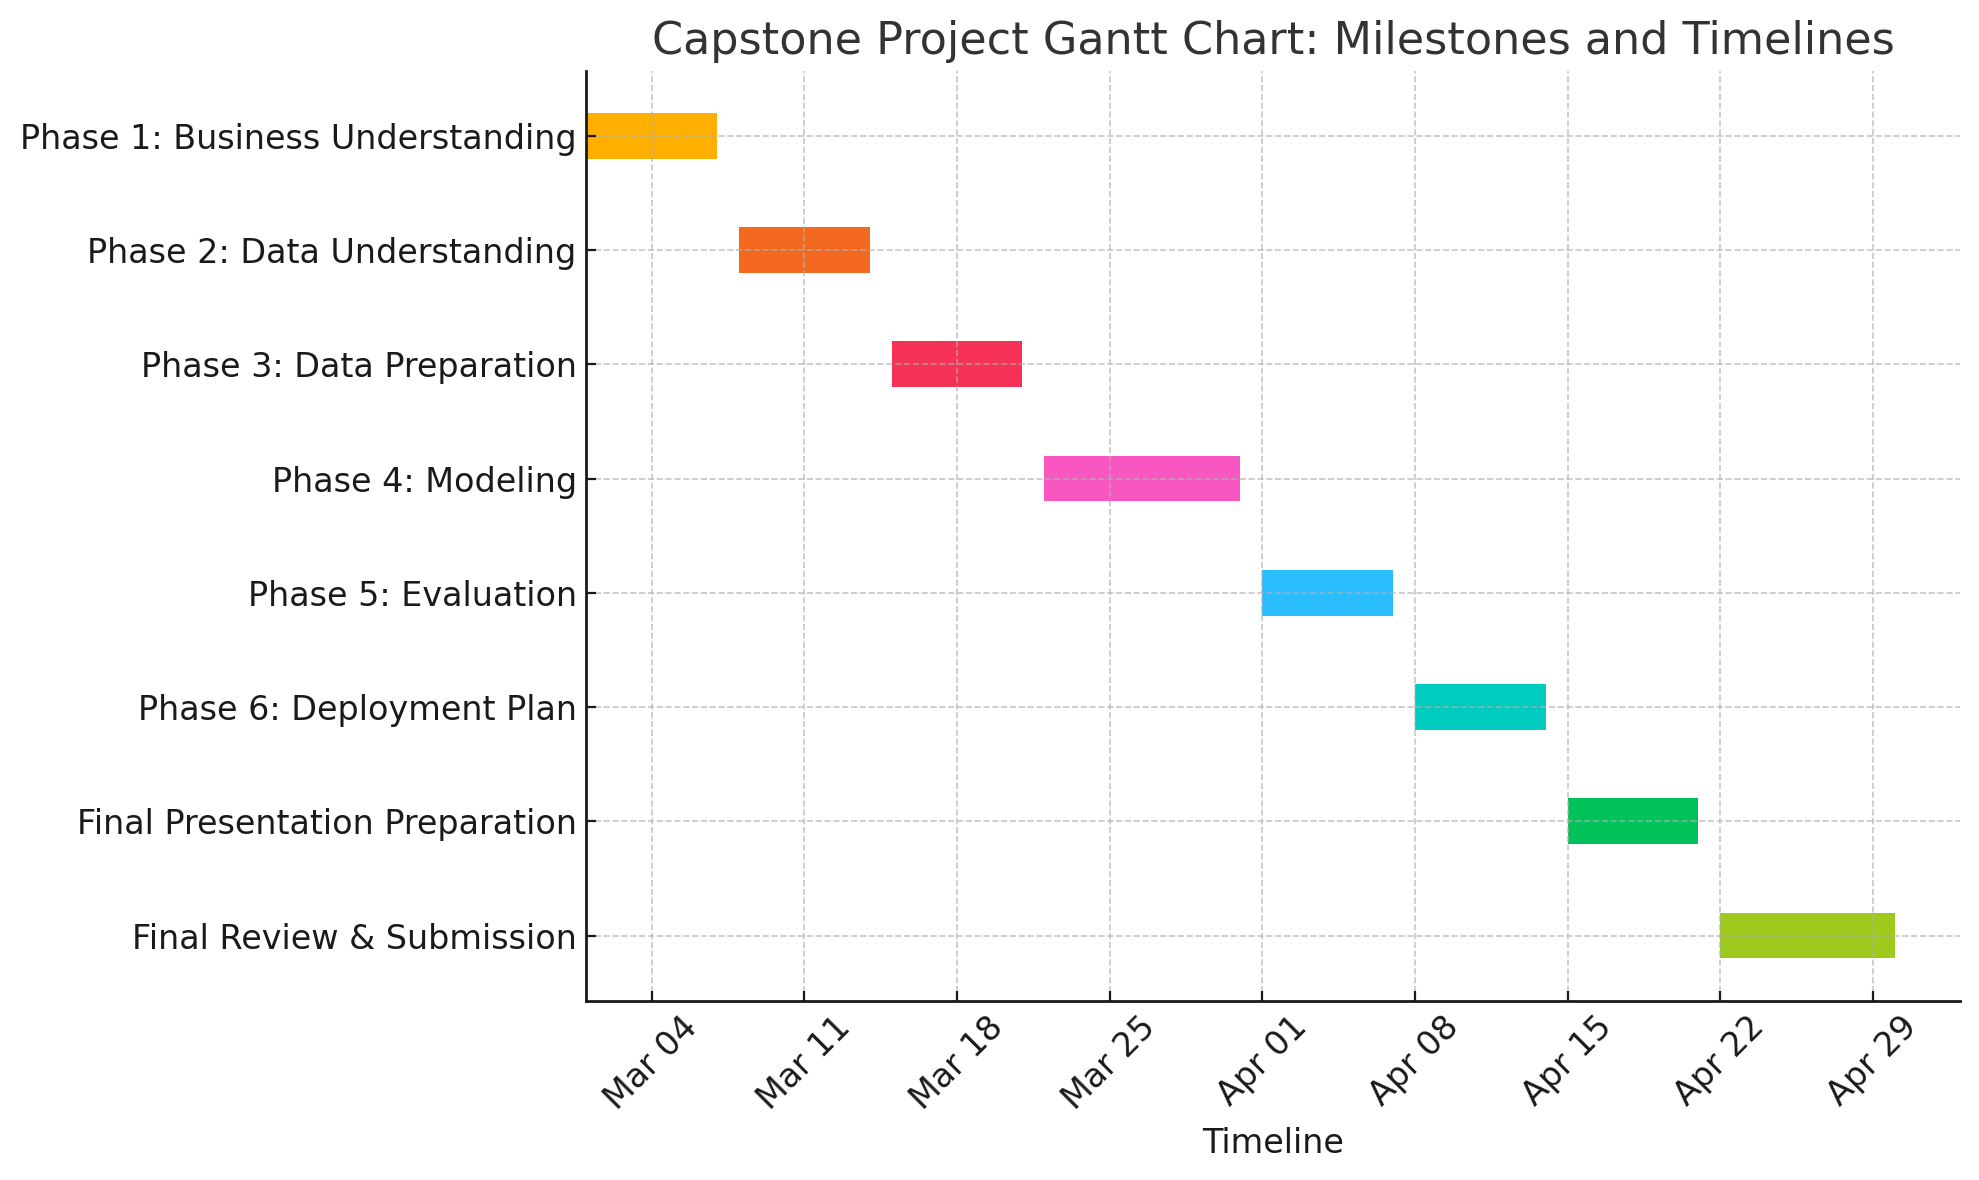 Capstone Project Gantt Chart: Milestones and Timelines
Phase 1: Business Understanding
Phase 2: Data Understanding
Phase 3: Data Preparation
Phase 4: Modeling
Phase 5: Evaluation
Phase 6: Deployment Plan
Final Presentation Preparation
Final Review & Submission
Mar 04
Mar 11
Mar 18
Mar 25
Apr 01
Apr 08
Apr 15
Apr 22
Apr 29
Timeline